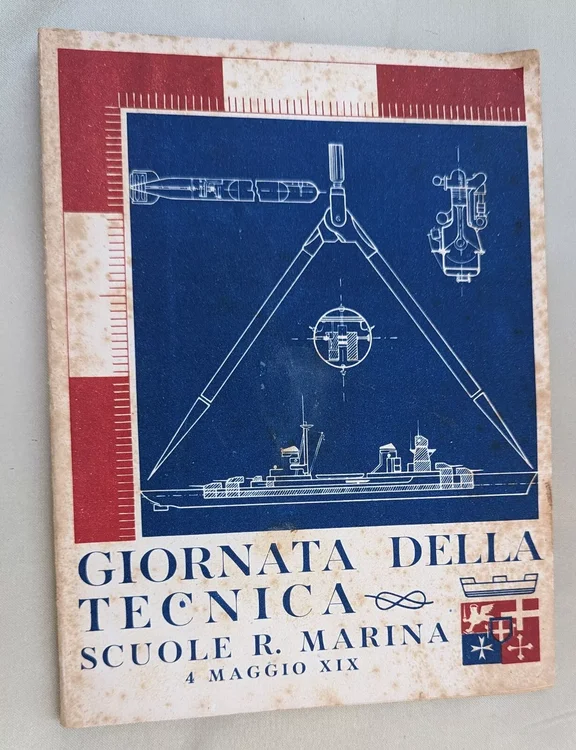 GIORNATA DELLA
TECNICA
SCUOLE R. MARINA
4 MAGGIO XIX